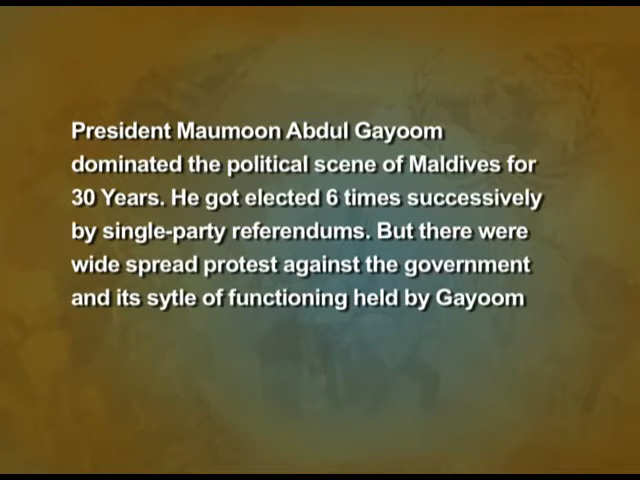 President Maumoon Abdul Gayoom
dominated the political scene of Maldives for
30 Years. He got elected 6 times successively
by single-party referendums. But there were
wide spread protest against the government
and its sytle of functioning held by Gayoom